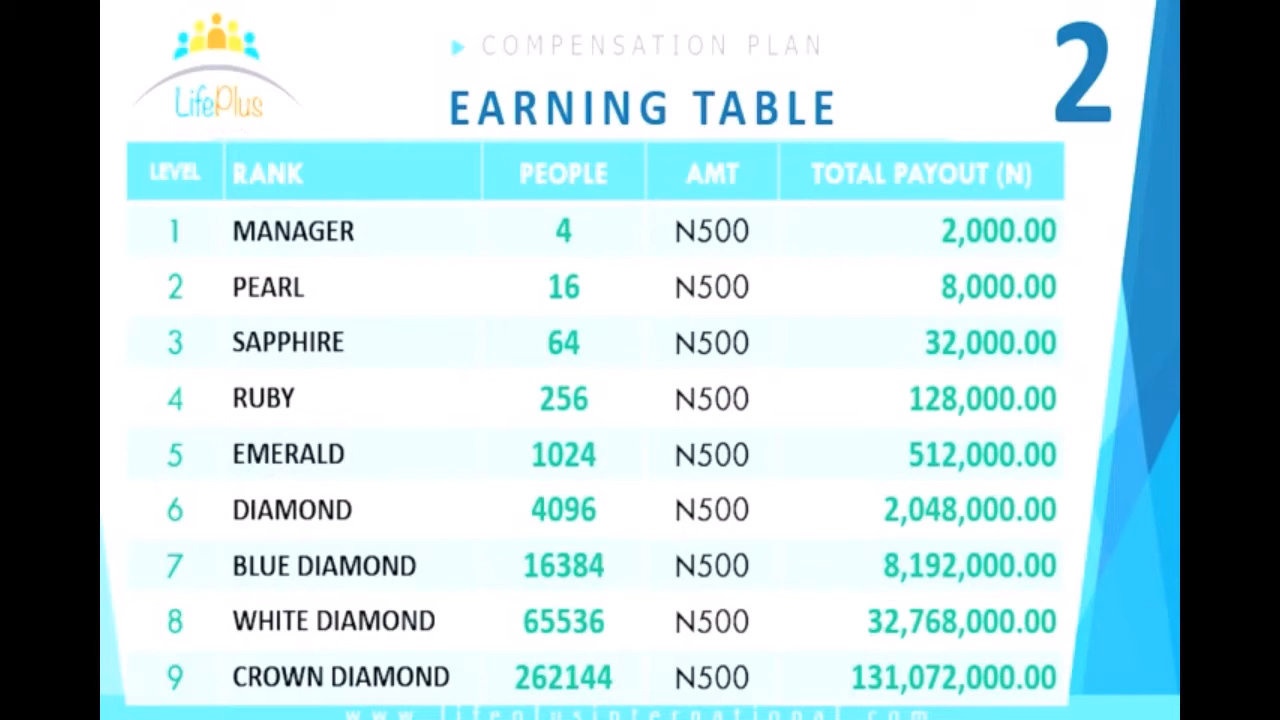 LifePlus
COMPENSATION PLAN
EARNING TABLE
2
LEVEL RANK PEOPLE AMT TOTAL PAYOUT (N)
1 MANAGER 4 N500 2,000.00
2 PEARL 16 N500 8,000.00
3 SAPPHIRE 64 N500 32,000.00
4 RUBY 256 N500 128,000.00
5 EMERALD 1024 N500 512,000.00
6 DIAMOND 4096 N500 2,048,000.00
7 BLUE DIAMOND 16384 N500 8,192,000.00
8 WHITE DIAMOND 65536 N500 32,768,000.00
9 CROWN DIAMOND 262144 N500 131,072,000.00
www.lifeplusinternational.com